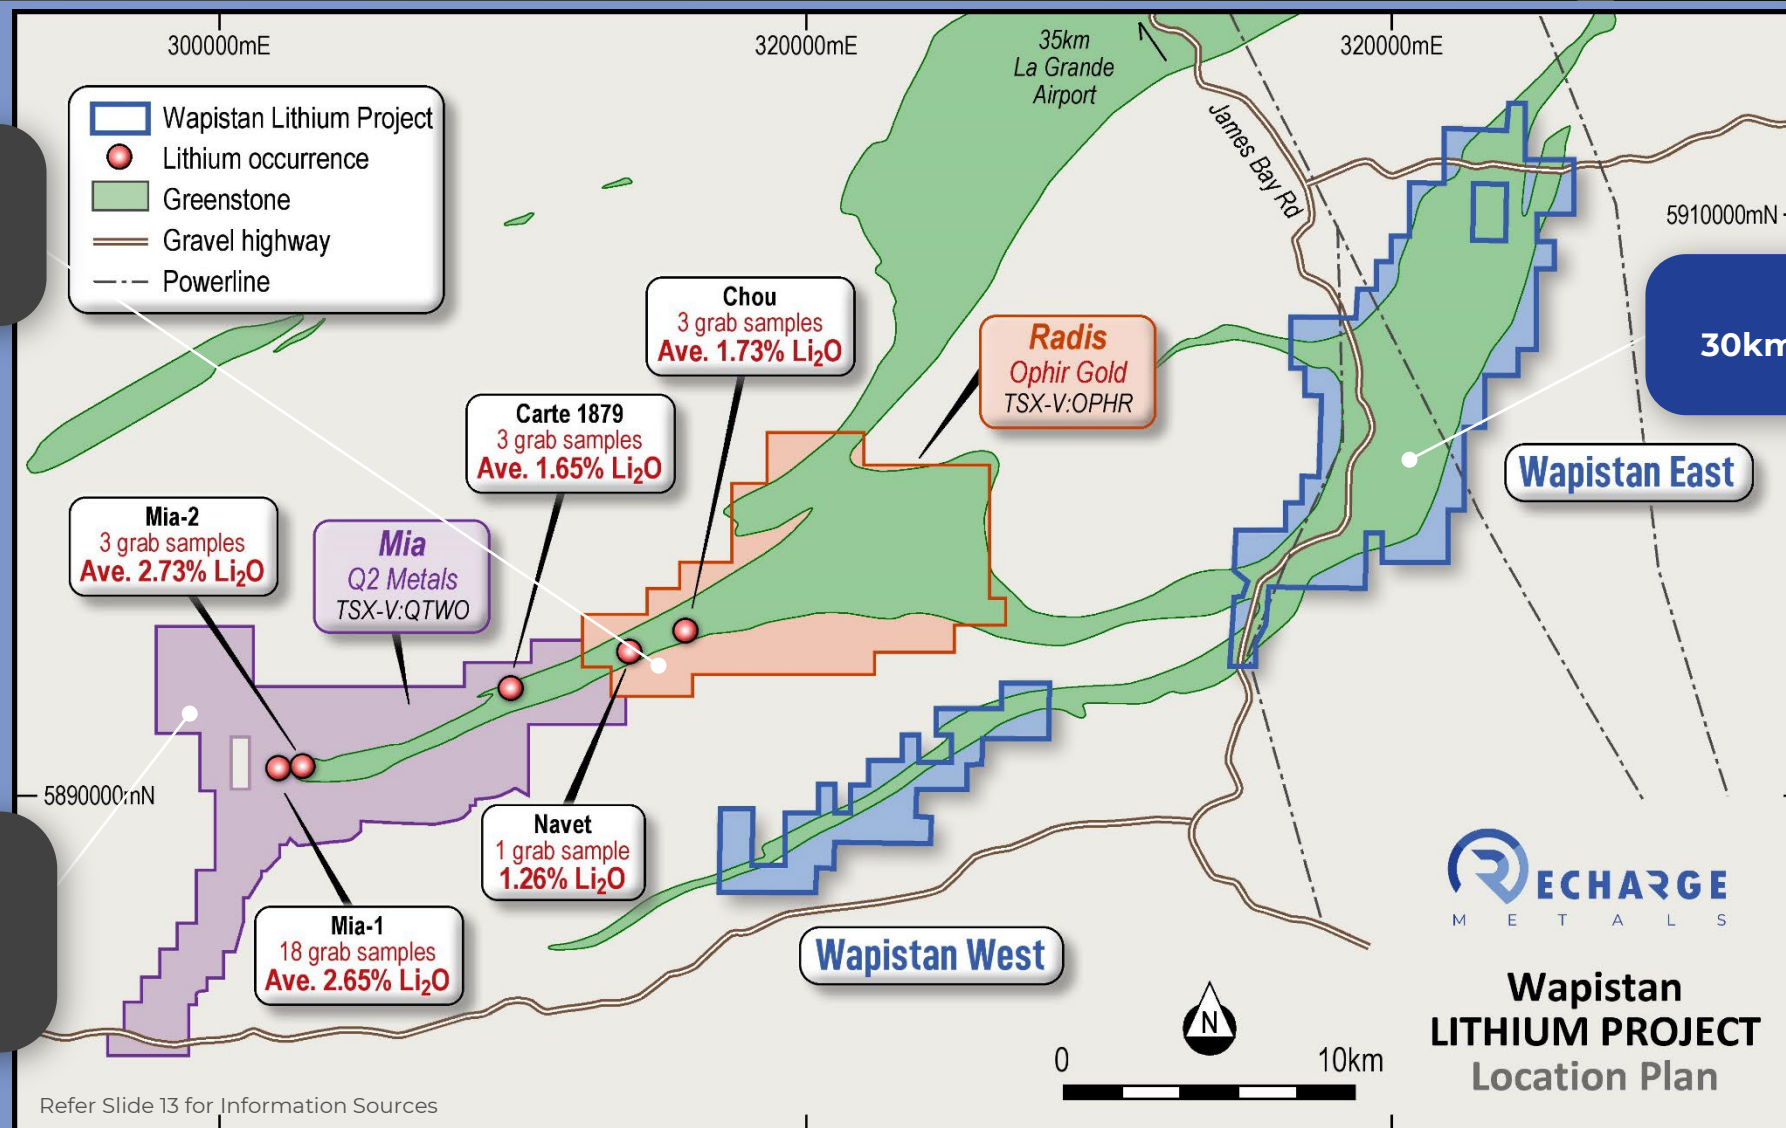 300000mE
320000mE
320000mE
35km
La Grande
Airport
James Bay Rd
Wapistan Lithium Project
Lithium occurrence
Greenstone
Gravel highway
Powerline
5910000mN
30km
Chou
3 grab samples
Ave. 1.73% Li₂O
Radis
Ophir Gold
TSX-V:OPHR
Carte 1879
3 grab samples
Ave. 1.65% Li₂O
Wapistan East
Mia-2
3 grab samples
Ave. 2.73% Li₂O
Mia
Q2 Metals
TSX-V:QTWO
5890000mN
Navet
1 grab sample
1.26% Li₂O
Mia-1
18 grab samples
Ave. 2.65% Li₂O
Wapistan West
RECHARGE
METALS
N
Wapistan
LITHIUM PROJECT
Location Plan
0
10km
Refer Slide 13 for Information Sources